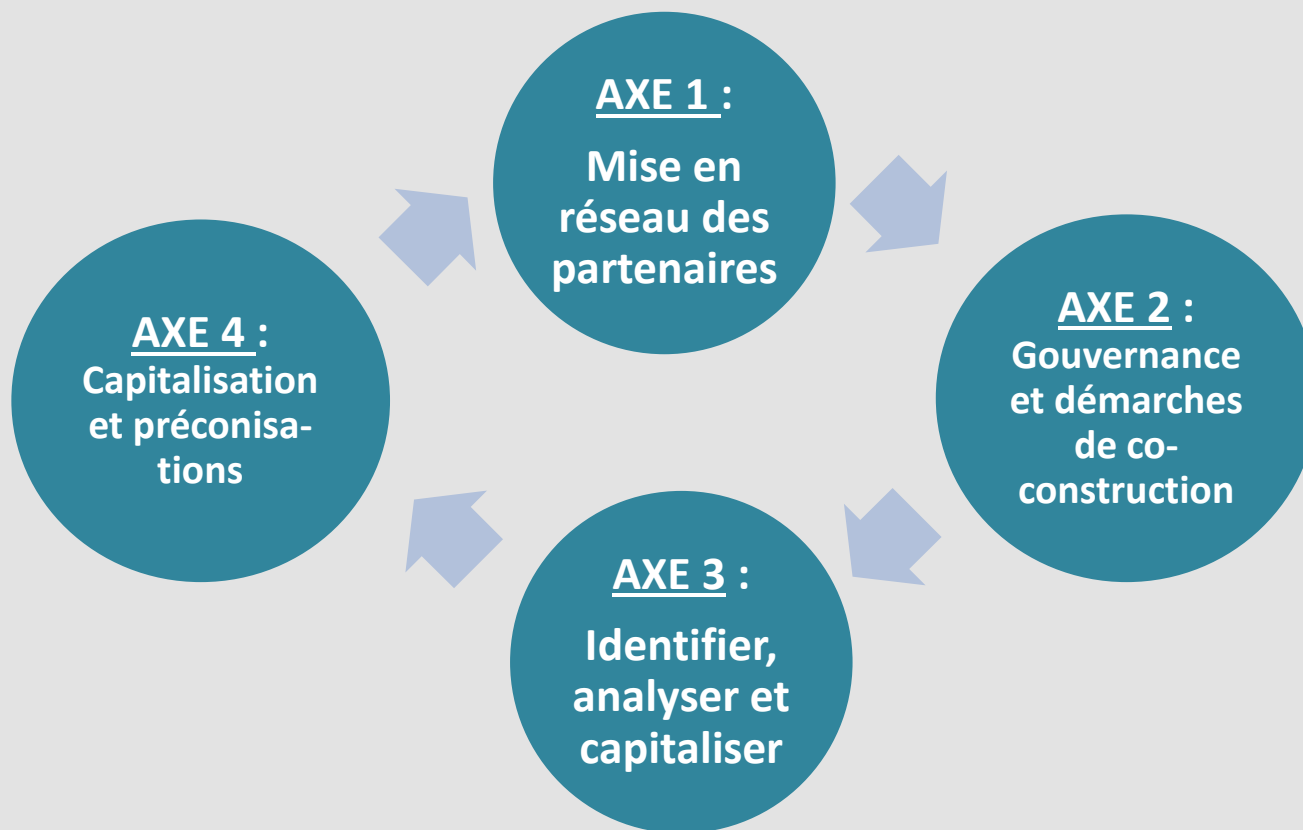 AXE 1 :
Mise en
réseau des
partenaires
AXE 2 :
Gouvernance
et démarches
de co-
construction
AXE 3 :
Identifier,
analyser et
capitaliser
AXE 4 :
Capitalisation
et préconisa-
tions